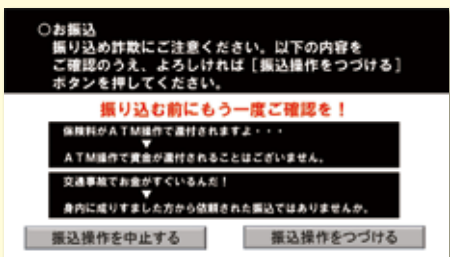 ○お振込
振り込め詐欺にご注意ください。以下の内容を
ご確認のうえ、よろしければ［振込操作をつづける］
ボタンを押してください。
振り込む前にもう一度ご確認を！
保険料がATM操作で還付されますよ・・・
▼
ATM操作で資金が還付されることはございません。
交通事故でお金がすぐいるんだ！
▼
身内に成りすました方から依頼された振込ではありませんか。
振込操作を中止する
振込操作をつづける